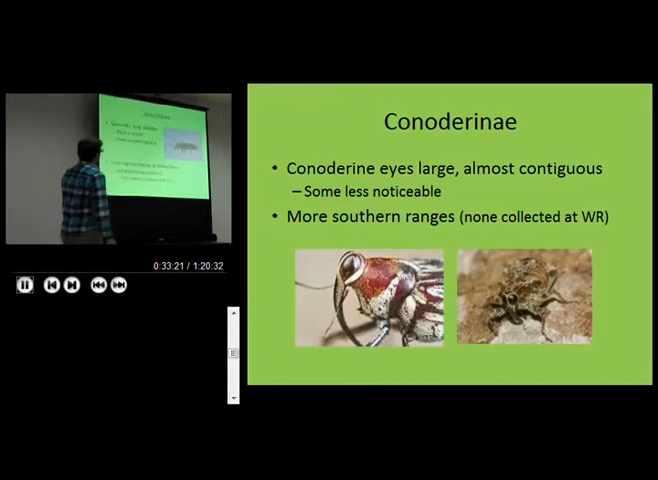 Conoderinae
• Conoderine eyes large, almost contiguous
– Some less noticeable
• More southern ranges (none collected at WR)
0:33:21 / 1:20:32